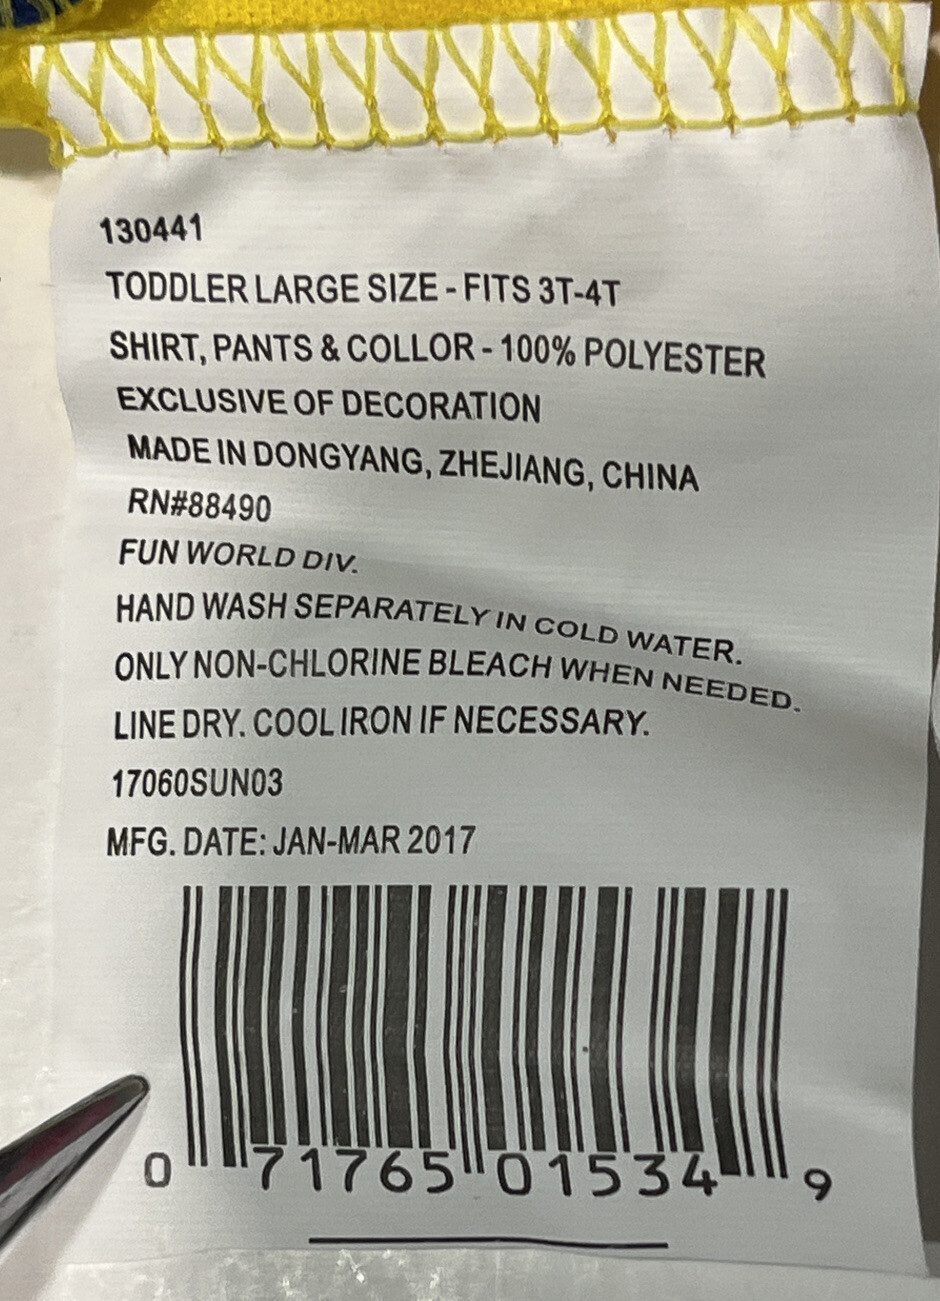 130441
TODDLER LARGE SIZE - FITS 3T-4T
SHIRT, PANTS & COLLOR - 100% POLYESTER
EXCLUSIVE OF DECORATION
MADE IN DONGYANG, ZHEJIANG, CHINA
RN#88490
FUN WORLD DIV.
HAND WASH SEPARATELY IN COLD WATER.
ONLY NON-CHLORINE BLEACH WHEN NEEDED.
LINE DRY. COOL IRON IF NECESSARY.
17060SUN03
MFG. DATE: JAN-MAR 2017
0 71765 01534 9